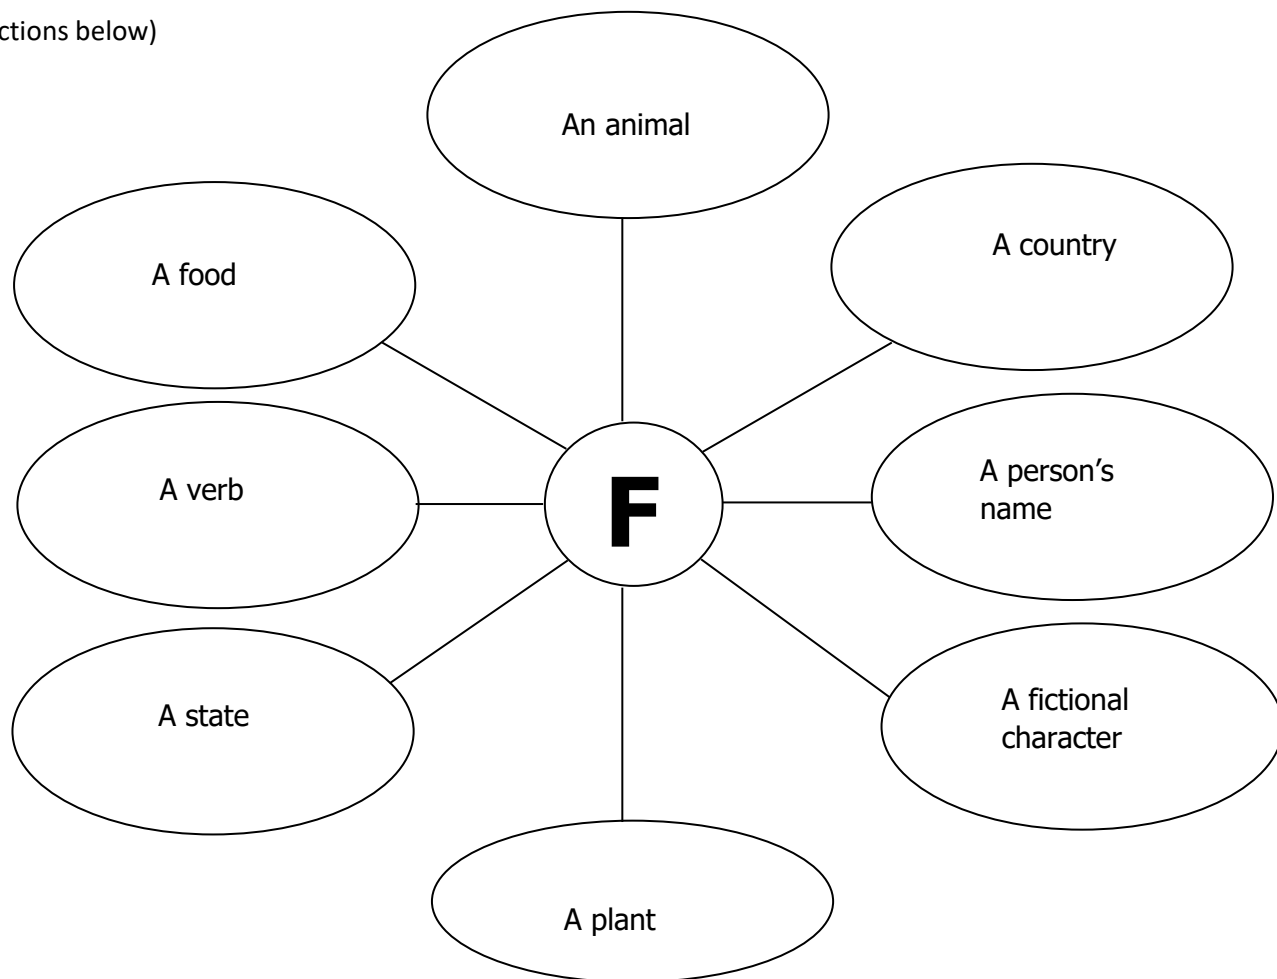 ctions below)
An animal
A country
A food
A person’s
name
A verb
F
A fictional
character
A state
A plant